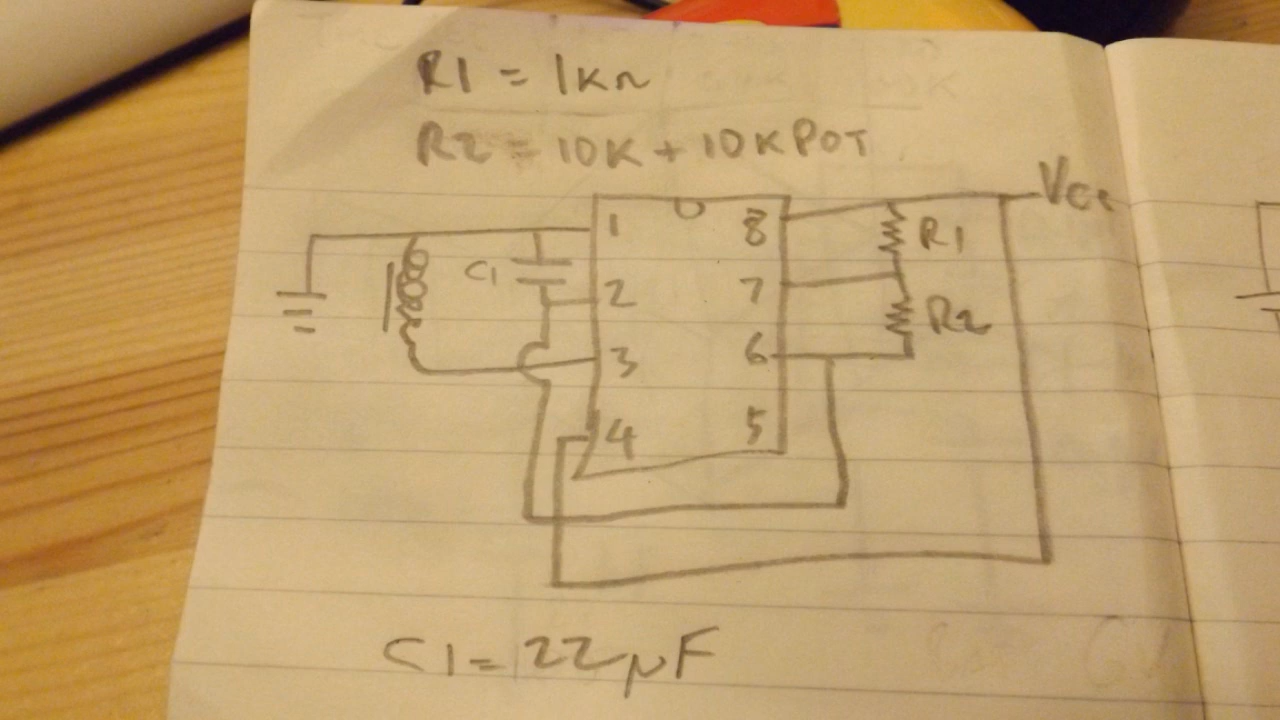 R1 = 1KΩ
R2 = 10K + 10K POT
Vcc
1 8 R1
C1
2 7
R2
3 6
4 5
C1 = 22µF